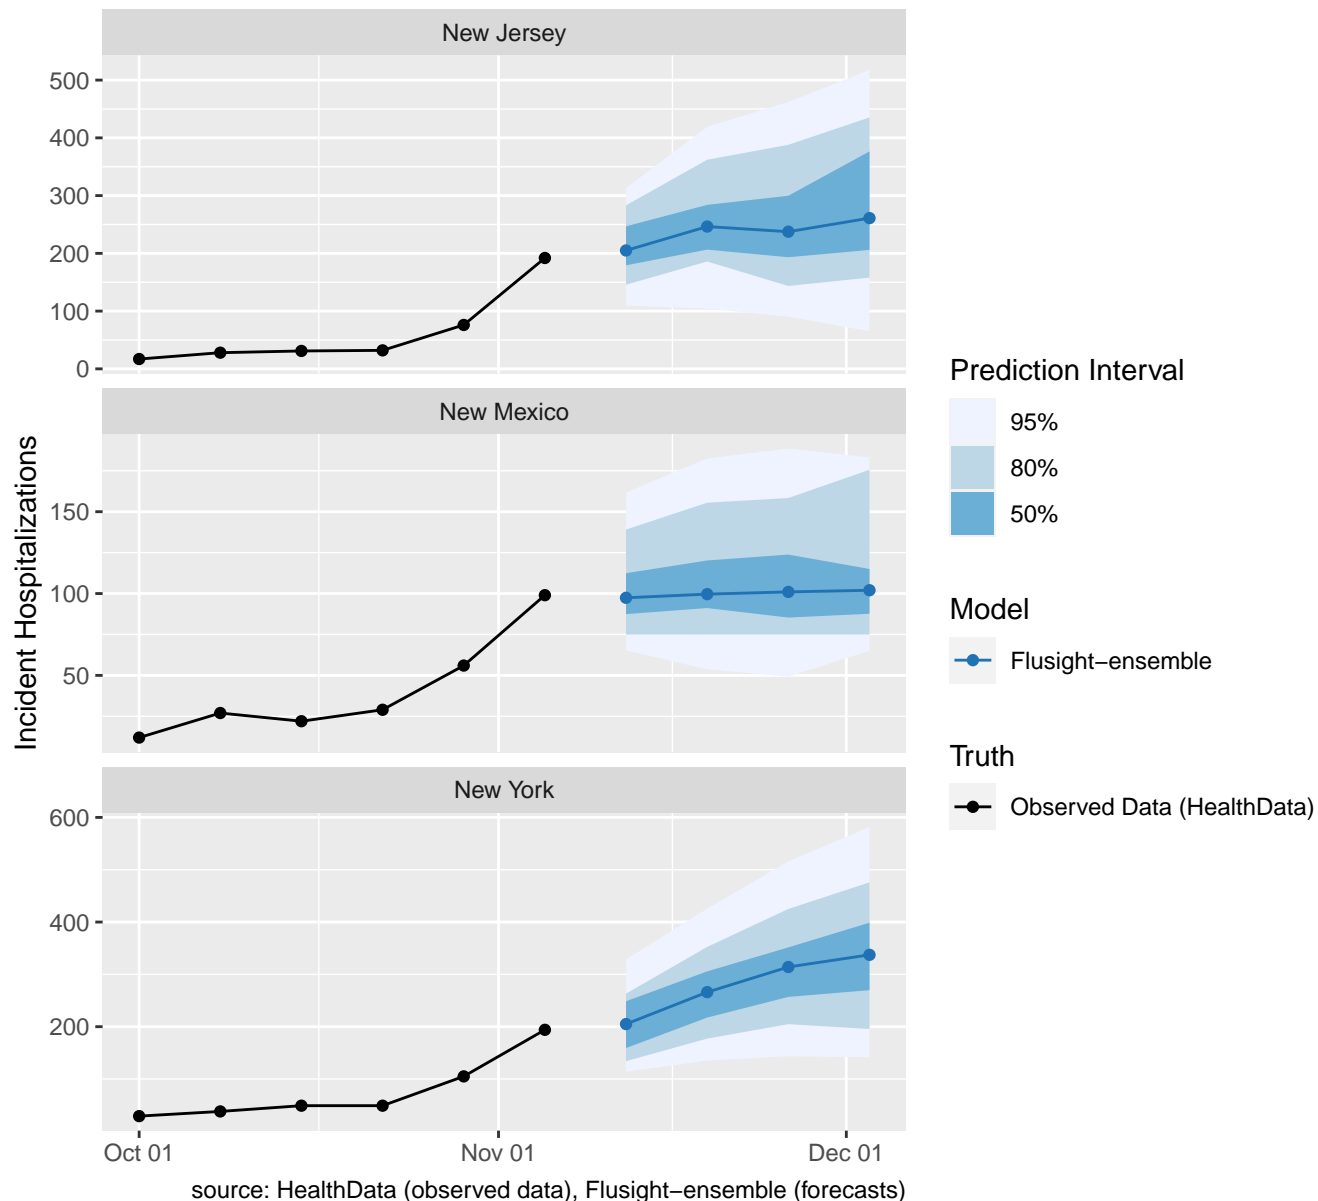 New Jersey
500
400
300
200
100
0
New Mexico
150
100
50
New York
600
400
200
Oct 01
Nov 01
Dec 01
Incident Hospitalizations
source: HealthData (observed data), Flusight−ensemble (forecasts)
Prediction Interval
95%
80%
50%
Model
Flusight−ensemble
Truth
Observed Data (HealthData)